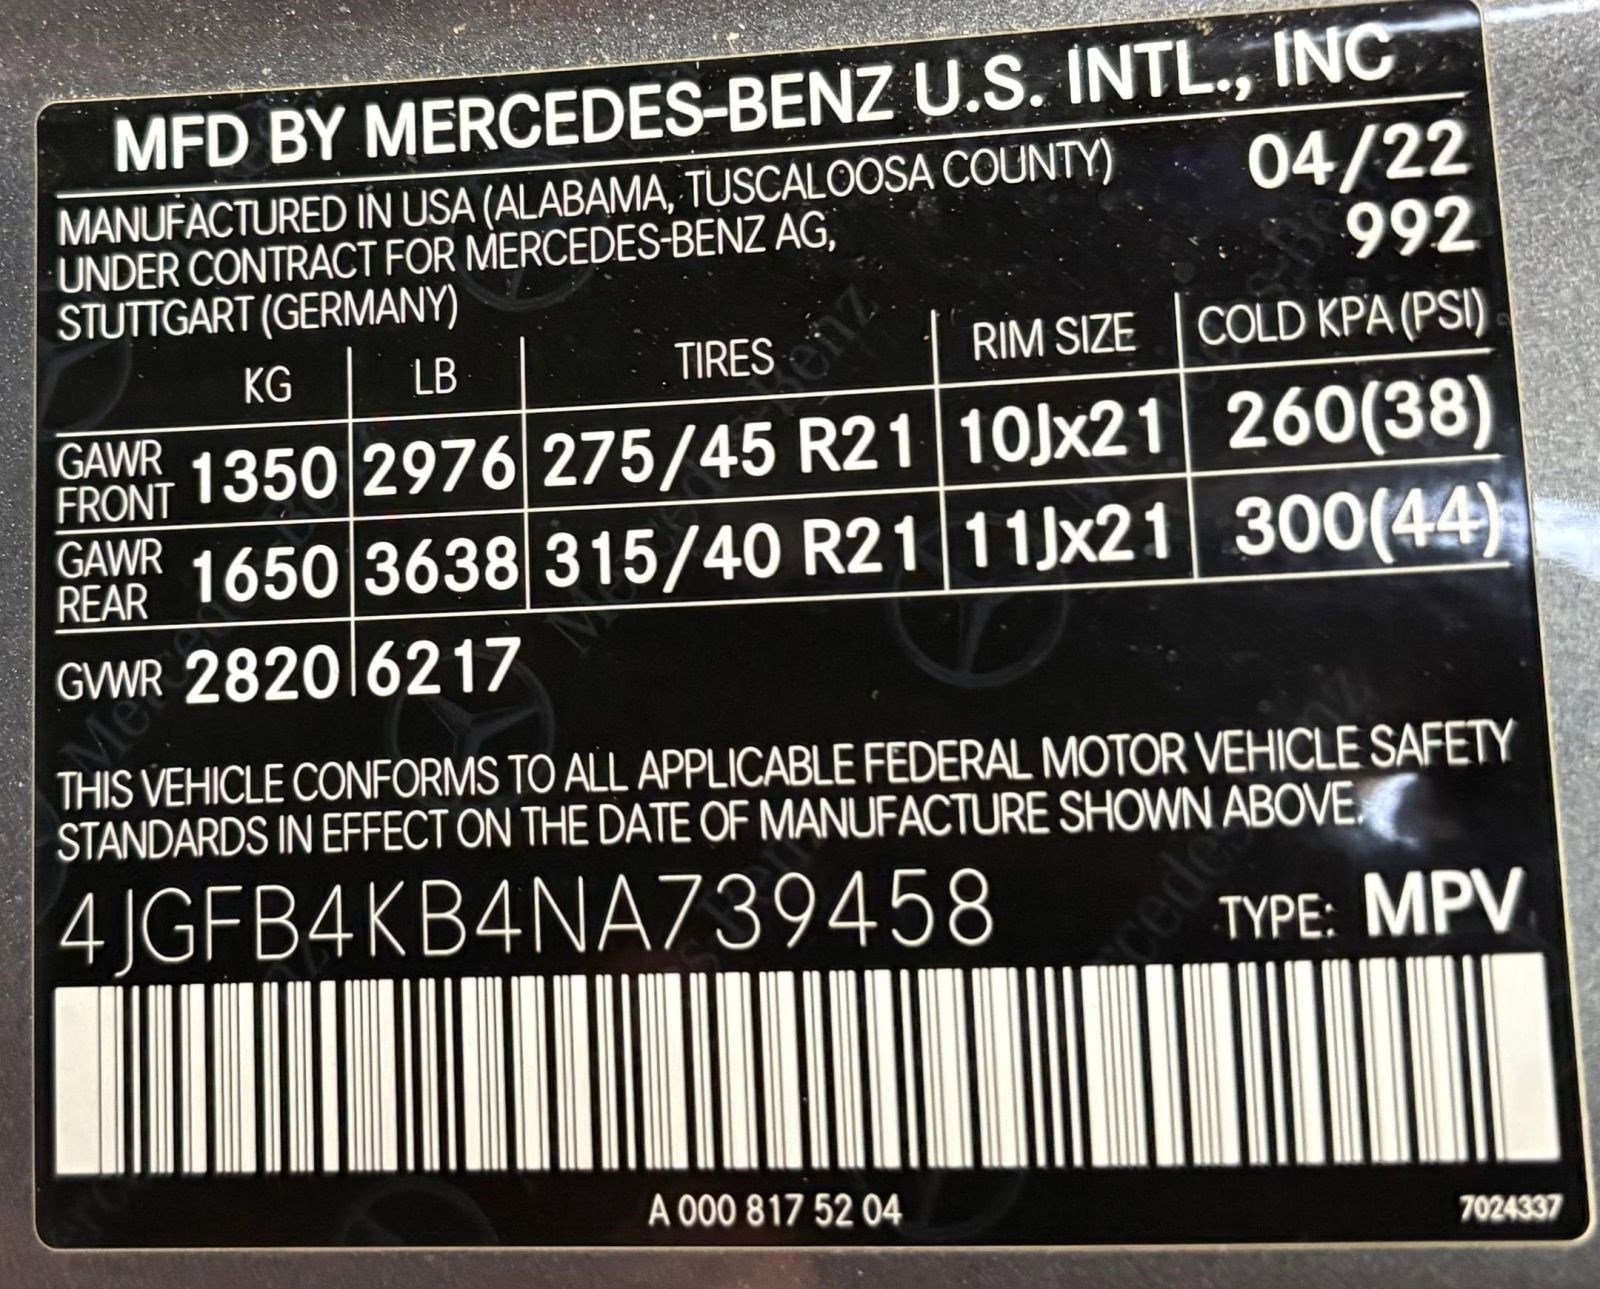 MFD BY MERCEDES-BENZ U.S. INTL., INC
MANUFACTURED IN USA (ALABAMA, TUSCALOOSA COUNTY) 04/22
UNDER CONTRACT FOR MERCEDES-BENZ AG, 992
STUTTGART (GERMANY)
KG LB TIRES RIM SIZE COLD KPA (PSI)
GAWR FRONT 1350 2976 275/45 R21 10Jx21 260(38)
GAWR REAR 1650 3638 315/40 R21 11Jx21 300(44)
GVWR 2820 6217
THIS VEHICLE CONFORMS TO ALL APPLICABLE FEDERAL MOTOR VEHICLE SAFETY
STANDARDS IN EFFECT ON THE DATE OF MANUFACTURE SHOWN ABOVE.
4JGFB4KB4NA739458 TYPE: MPV
A 000 817 52 04 7024337